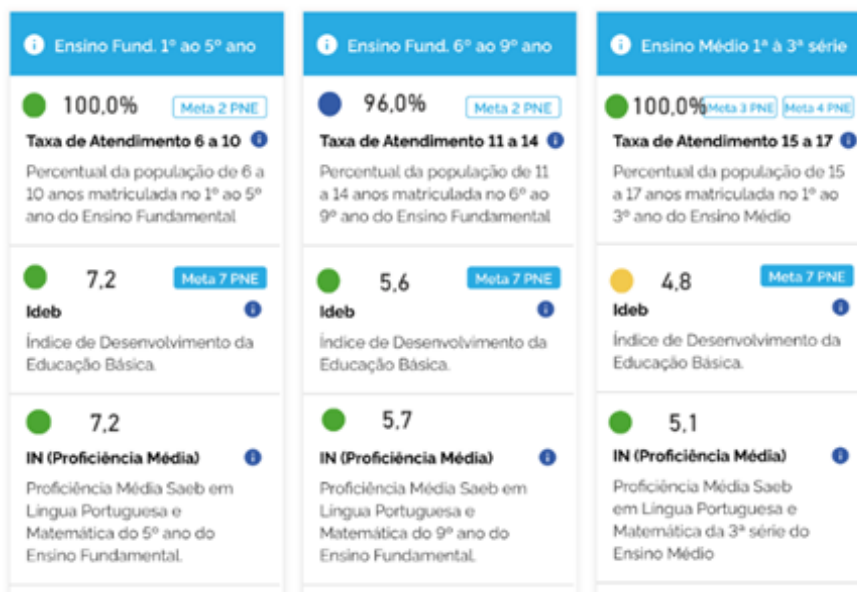 Ensino Fund. 1º ao 5º ano
100,0%
Meta 2 PNE
Taxa de Atendimento 6 a 10
Percentual da população de 6 a
10 anos matriculada no 1º ao 5º
ano do Ensino Fundamental
7,2
Meta 7 PNE
Ideb
Índice de Desenvolvimento da
Educação Básica.
7,2
IN (Proficiência Média)
Proficiência Média Saeb em
Língua Portuguesa e
Matemática do 5º ano do
Ensino Fundamental.
Ensino Fund. 6º ao 9º ano
96,0%
Meta 2 PNE
Taxa de Atendimento 11 a 14
Percentual da população de 11
a 14 anos matriculada no 6º ao
9º ano do Ensino Fundamental
5,6
Meta 7 PNE
Ideb
Índice de Desenvolvimento da
Educação Básica.
5,7
IN (Proficiência Média)
Proficiência Média Saeb em
Língua Portuguesa e
Matemática do 9º ano do
Ensino Fundamental.
Ensino Médio 1ª à 3ª série
100,0%
Meta 3 PNE
Meta 4 PNE
Taxa de Atendimento 15 a 17
Percentual da população de 15
a 17 anos matriculada no 1º ao
3º ano do Ensino Médio
4,8
Meta 7 PNE
Ideb
Índice de Desenvolvimento da
Educação Básica.
5,1
IN (Proficiência Média)
Proficiência Média Saeb
em Língua Portuguesa e
Matemática da 3ª série do
Ensino Médio